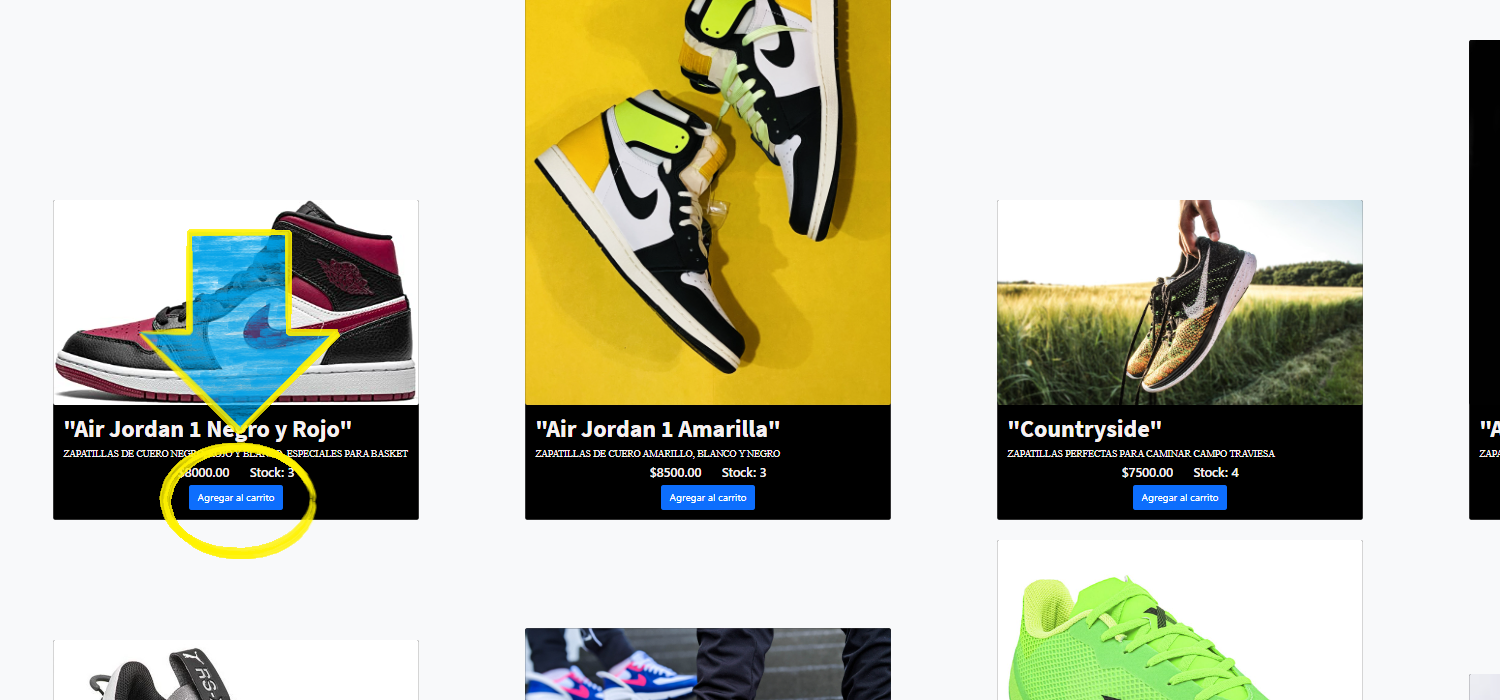 "Air Jordan 1 Negro y Rojo"
ZAPATILLAS DE CUERO NEGRO, ROJO Y BLANCO, ESPECIALES PARA BASKET
$8000.00 Stock: 3
Agregar al carrito
"Air Jordan 1 Amarilla"
ZAPATILLAS DE CUERO AMARILLO, BLANCO Y NEGRO
$8500.00 Stock: 3
Agregar al carrito
"Countryside"
ZAPATILLAS PERFECTAS PARA CAMINAR CAMPO TRAVIESA
$7500.00 Stock: 4
Agregar al carrito